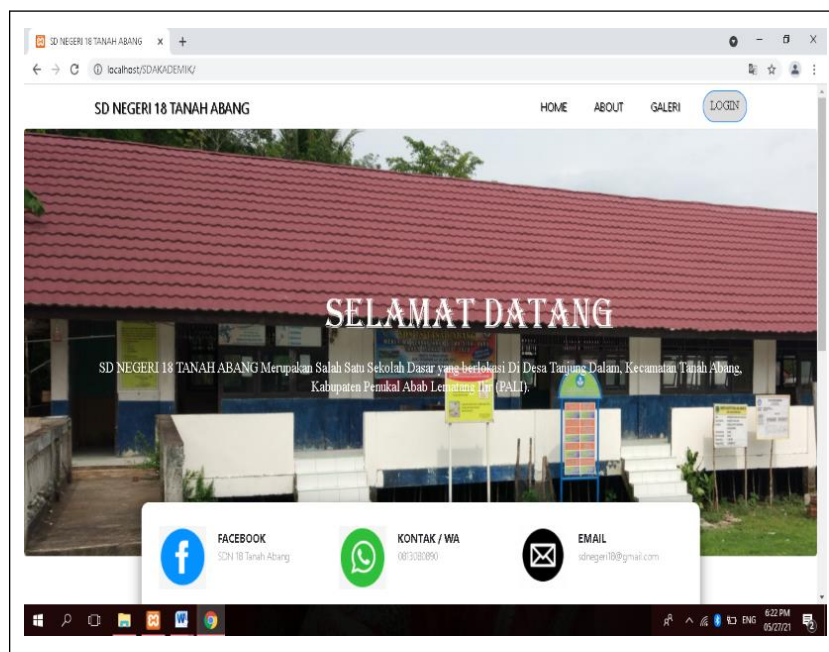 SD NEGERI 18 TANAH ABANG
localhost/SDAKADEMIK/
SD NEGERI 18 TANAH ABANG
HOME ABOUT GALERI LOGIN
SELAMAT DATANG
SD NEGERI 18 TANAH ABANG Merupakan Salah Satu Sekolah Dasar yang berlokasi Di Desa Tanjung Dalam, Kecamatan Tanah Abang,
Kabupaten Penukal Abab Lematang Ilir (PALI).
FACEBOOK
SDN 18 Tanah Abang
KONTAK / WA
0813080890
EMAIL
sdnegeri18@gmail.com
ENG
6:22 PM
05/27/21
2